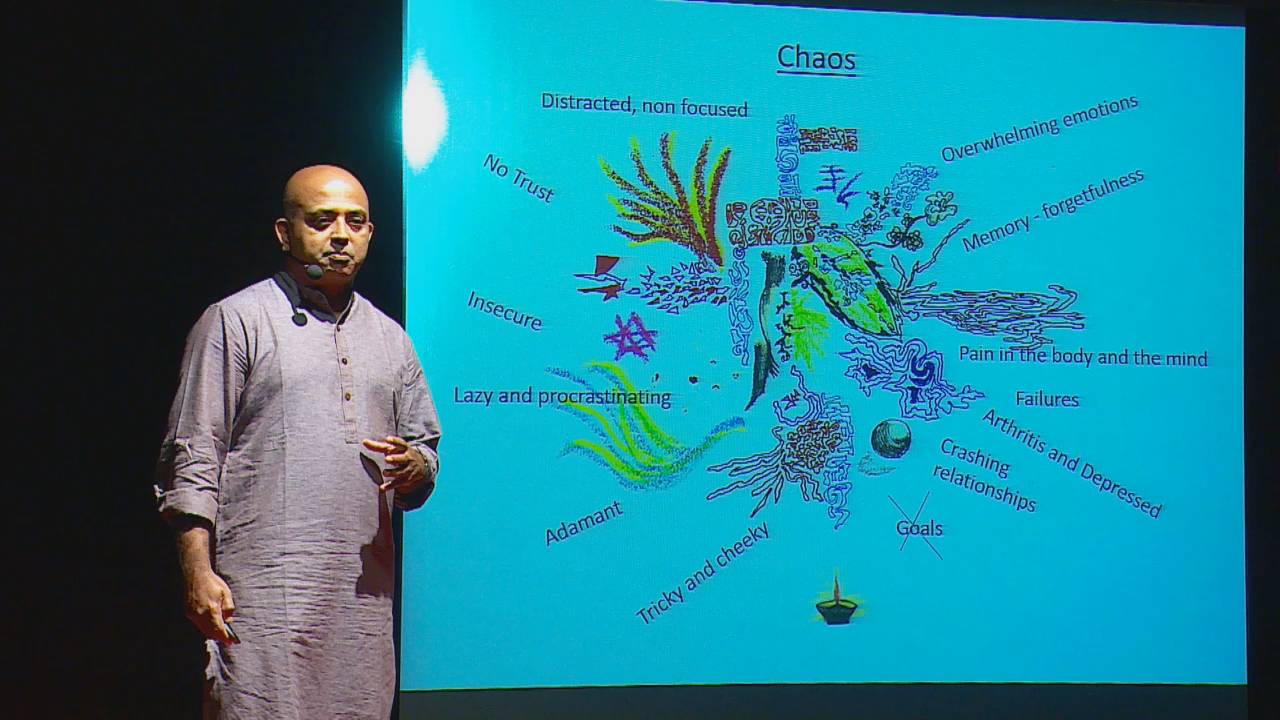 Chaos
Distracted, non focused
Overwhelming emotions
No Trust
Memory - forgetfulness
Insecure
Pain in the body and the mind
Lazy and procrastinating
Failures
Arthritis and Depressed
Crashing
relationships
Adamant
Goals
Tricky and cheeky